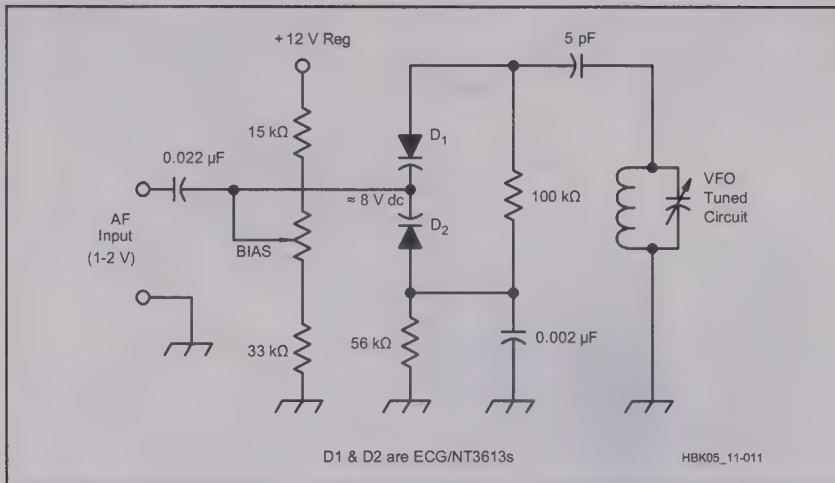 + 12 V Reg
5 pF
15 kΩ
D1
0.022 µF
≈ 8 V dc
100 kΩ
VFO
Tuned
Circuit
AF
Input
(1-2 V)
BIAS
D2
33 kΩ
56 kΩ
0.002 µF
D1 & D2 are ECG/NT3613s
HBK05_11-011